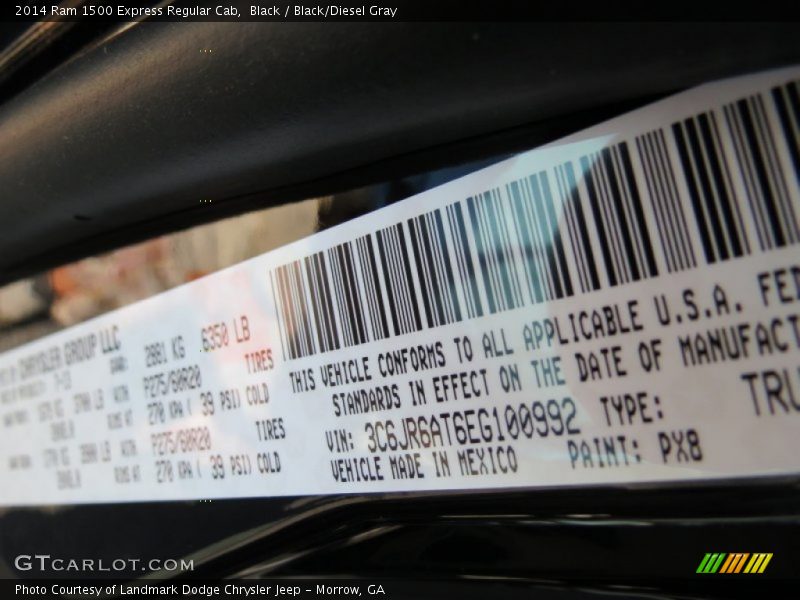 2014 Ram 1500 Express Regular Cab,  Black / Black/Diesel Gray
CHRYSLER GROUP LLC
2881 KG 6350 LB
P275/60R20 TIRES
270 KPA ( 39 PSI) COLD
P275/60R20 TIRES
270 KPA ( 39 PSI) COLD
THIS VEHICLE CONFORMS TO ALL APPLICABLE U.S.A. FED
STANDARDS IN EFFECT ON THE DATE OF MANUFACT
VIN: 3C6JR6AT6EG100992 TYPE: TRU
VEHICLE MADE IN MEXICO PAINT: PX8
GTCARLOT.COM
Photo Courtesy of Landmark Dodge Chrysler Jeep - Morrow, GA